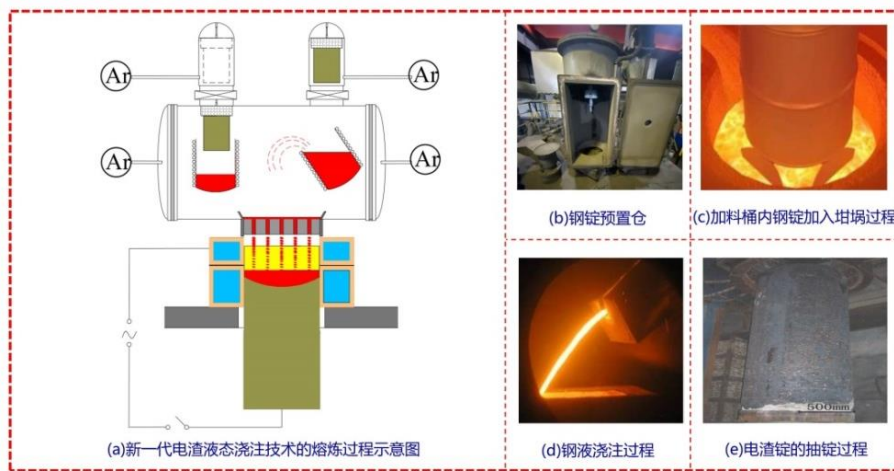 Ar
Ar
Ar
Ar
(a)新一代电渣液态浇注技术的熔炼过程示意图
(b)钢锭预置仓
(c)加料桶内钢锭加入坩埚过程
(d)钢液浇注过程
500mm
(e)电渣锭的抽锭过程